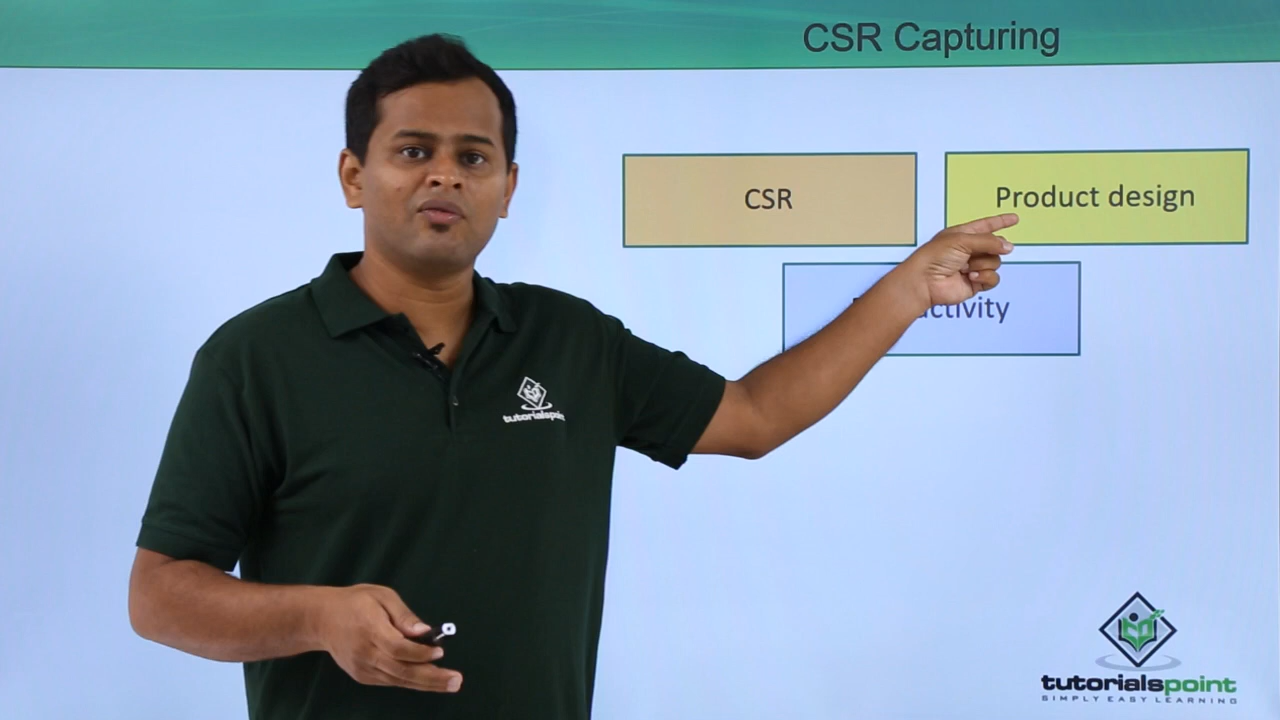 CSR Capturing
CSR
Product design
tutorialspoint
tutorialspoint
SIMPLY EASY LEARNING